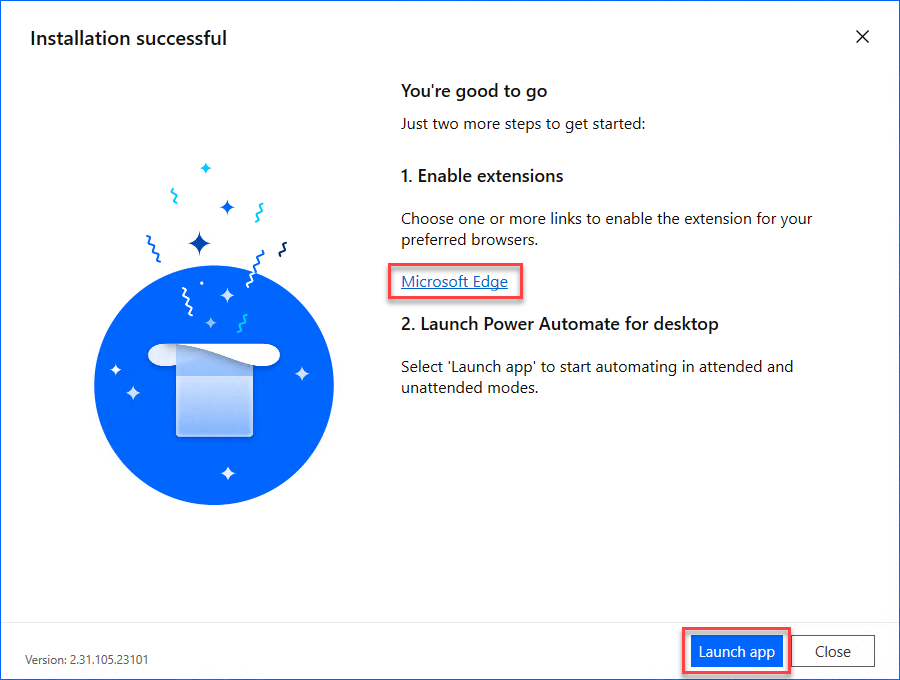 Installation successful
You're good to go
Just two more steps to get started:
1. Enable extensions
Choose one or more links to enable the extension for your
preferred browsers.
Microsoft Edge
2. Launch Power Automate for desktop
Select 'Launch app' to start automating in attended and
unattended modes.
Version: 2.31.105.23101
Launch app
Close